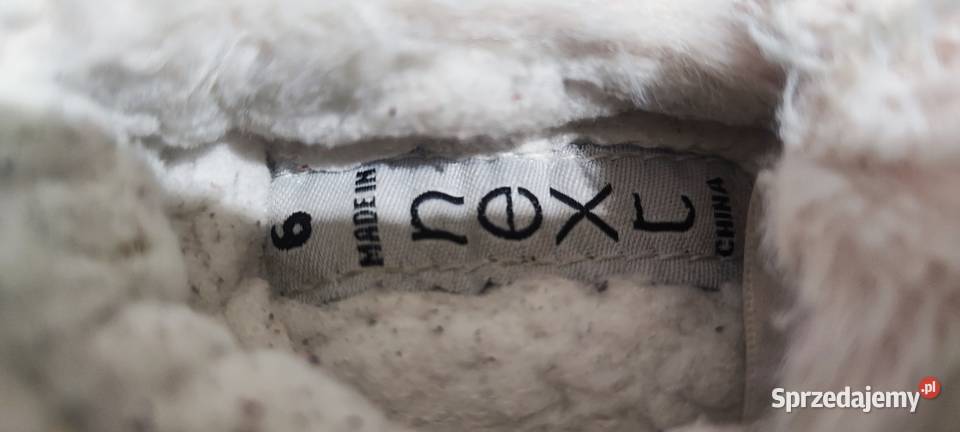 6
MADE IN
next
CHINA
Sprzedajemy.pl